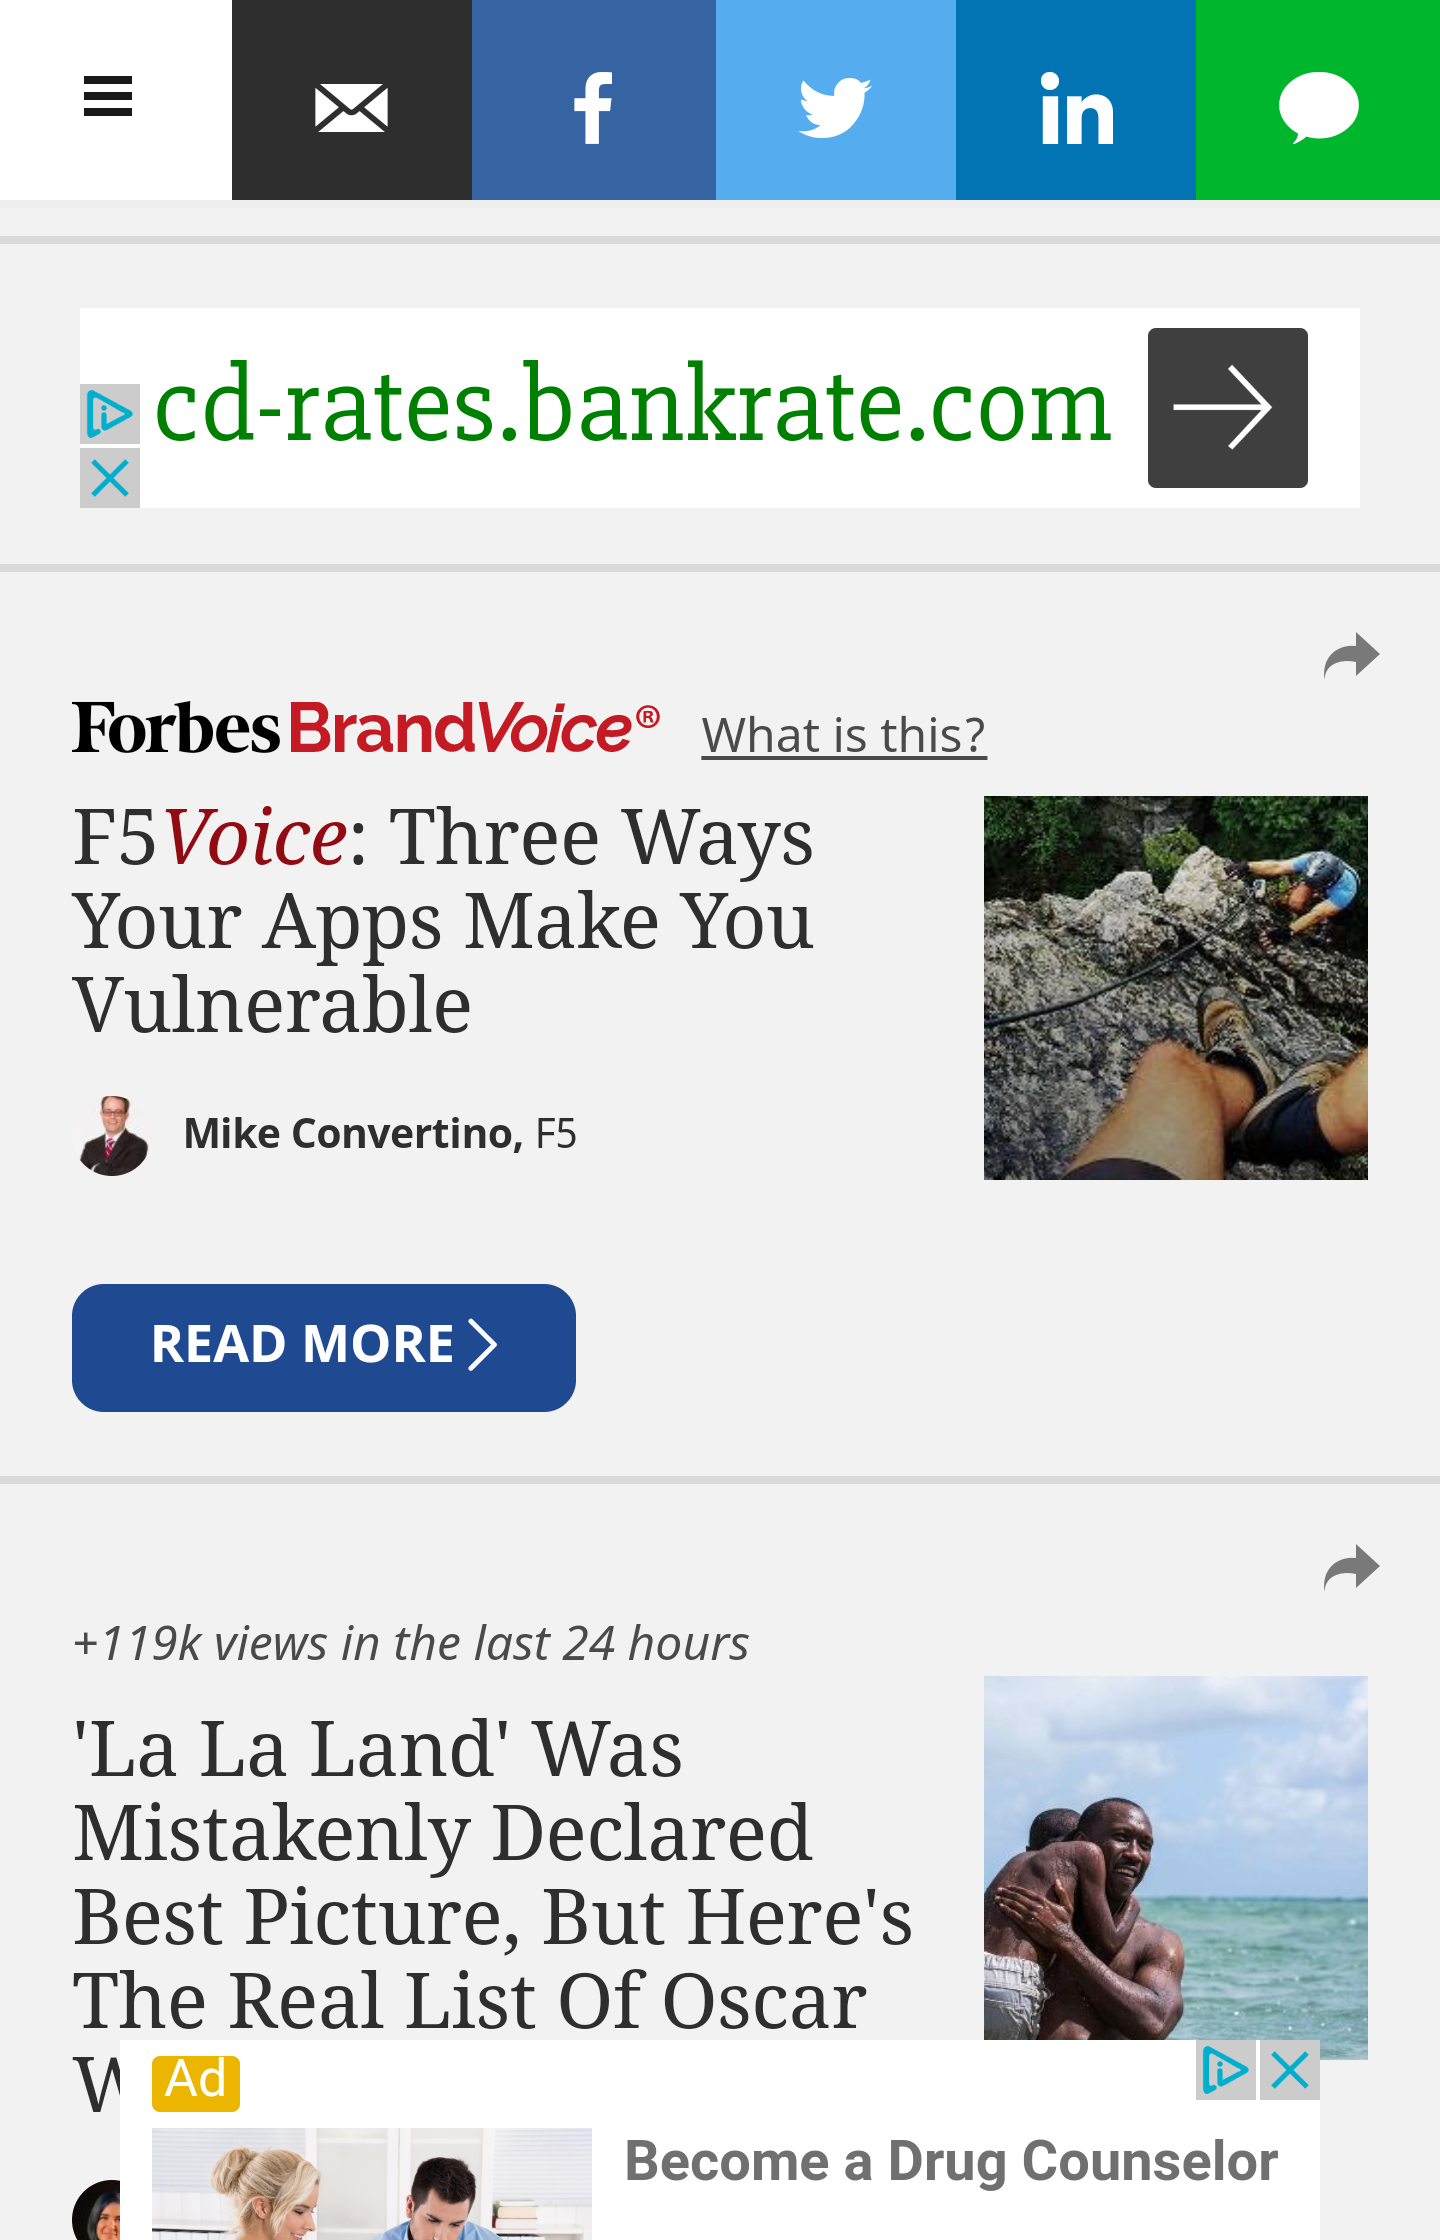 cd-rates.bankrate.com
Forbes BrandVoice® What is this?
F5Voice: Three Ways
Your Apps Make You
Vulnerable
Mike Convertino, F5
READ MORE
+119k views in the last 24 hours
'La La Land' Was
Mistakenly Declared
Best Picture, But Here's
The Real List Of Oscar
Ad
Become a Drug Counselor